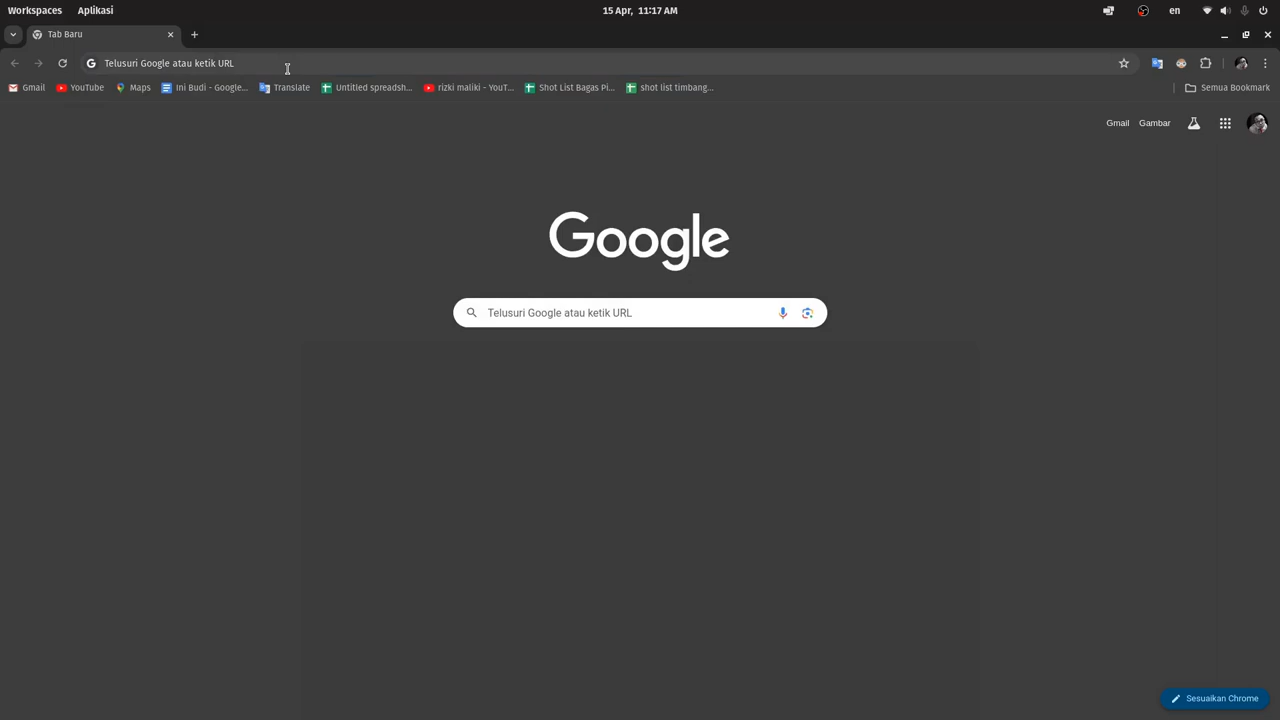 Workspaces Aplikasi 15 Apr, 11:17 AM en
Tab Baru
Telusuri Google atau ketik URL
Gmail YouTube Maps Ini Budi - Google... Translate Untitled spreadsh... rizki maliki - YouT... Shot List Bagas Pi... shot list timbang... Semua Bookmark
Gmail Gambar
Google
Telusuri Google atau ketik URL
Sesuaikan Chrome